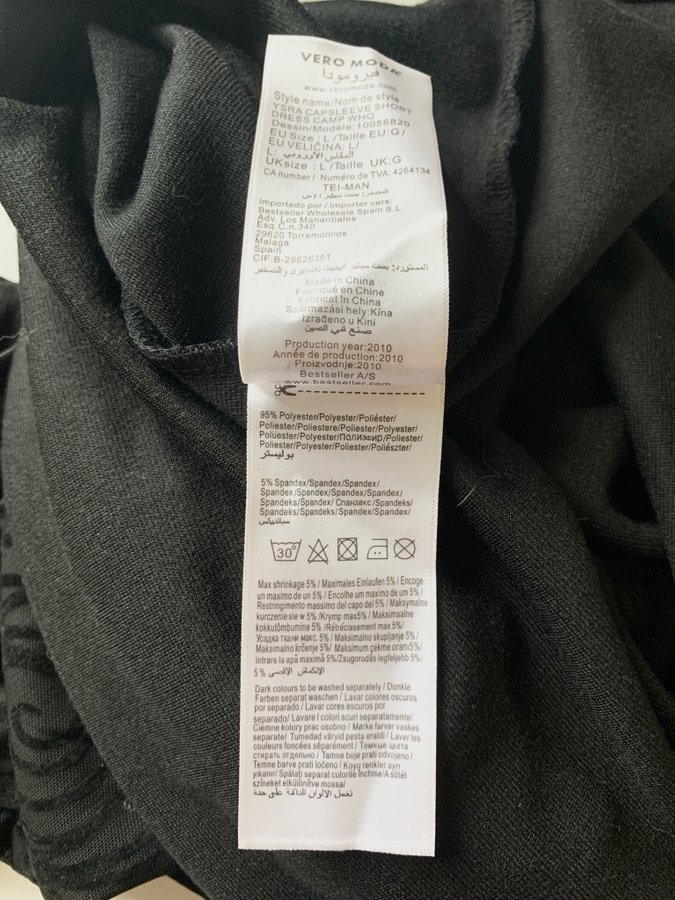 VERO MODA
فيرومودا
www.veromoda.com
Style name/Nom de style:
YSRA CAPSLEEVE SHORT
DRESS CAMP WHO
Dessin/Modèle: 10056820
EU Size : L /Taille EU:G/
EU VELIČINA: L/
L: المقاس الأوروبي
UKsize : L /Taille UK:G
CA number/ Numéro de TVA: 4264134
TEI-MAN
Importado por / Importer vers:
Bestseller Wholesale Spain S.L.
Adv. Los Manantiales
Esq.C.n.340
29620 Torremolinos
Malaga
Spain
CIF:B-29826351
Made in China
Fabriqué en Chine
Fabricat în China
Származási hely:Kína
Izrađeno u Kini
صنع في الصين
Production year:2010
Année de production:2010
Proizvodnje:2010
Bestseller A/S
www.bestseller.com
95% Polyester/Polyester/Poliéster/
Poliester/Poliestere/Poliester/Polyester/
Polüester/Polyester/ПОЛИЭСИР/Poliester/
Poliester/Polyester/Poliester/Poliészter/
بوليستر
5% Spandex/Spandex/Spandex/
Spandex/Spandex/Spandex/Spandex/
Spandeks/Spandex/ Спандекс /Spandeks/
Spandeks/Spandeks/Spandex/Spandex/
سباندیکس
30°
Max shrinkage 5% / Maximales Einlaufen 5% / Encoge
un maximo de un 5% / Encolhe um maximo de um 5% /
Restringimento massimo del capo del 5% / Maksymalne
kurczenie sie w 5% /Krymp max5% / Maksimaalne
kokkutõmbumine 5% /Rétrécissement max 5%/
Усадка ткани макс. 5% / Maksimalno skupljanje 5% /
Maksimalno krčenje 5%/ Maksimum çekme orani5%/
Intrare la apă maximă 5%/Zsugorodás legfeljebb 5%/
5% الانكماش الأقصى
Dark colours to be washed separately / Dunkle
Farben separat waschen / Lavar colores oscuros
por separado / Lavar cores escuros por
separado/ Lavare I colori scuri separatamente/
Ciemne kolory prac osobno / Mørke farver vaskes
separate/ Tumedad värvid pesta eraldi / Laver les
couleurs foncées séparément / Темные цвета
стирать отдельно / Tamne boje prati odvojeno /
Temne barve prati ločeno / Koyu renkler ayrı
yıkanır/ Spălați separat culorile închise/A sötét
színeket elkülönítve mossa/
تغسل الألوان الداكنة على حدة